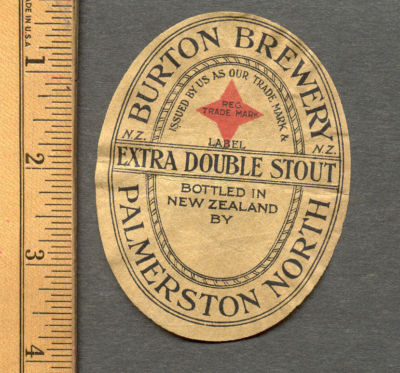 MADE IN U.S.A.
1
2
3
4
BURTON BREWERY
ISSUED BY US AS OUR TRADE MARK &
REG.
TRADE MARK
LABEL
N.Z. N.Z.
EXTRA DOUBLE STOUT
BOTTLED IN
NEW ZEALAND
BY
PALMERSTON NORTH